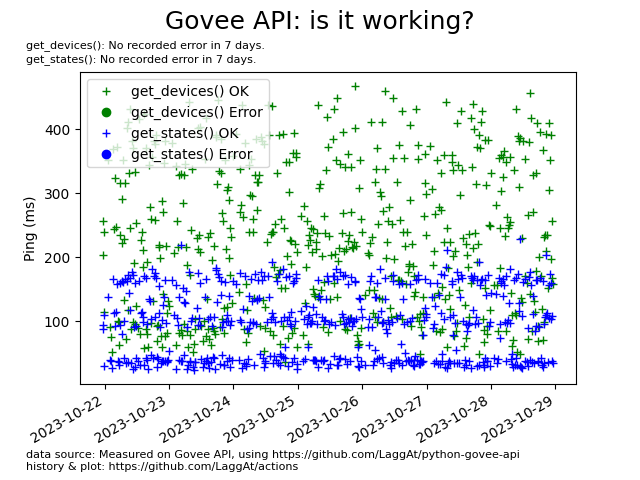 Govee API: is it working?
get_devices(): No recorded error in 7 days.
get_states(): No recorded error in 7 days.
get_devices() OK
get_devices() Error
get_states() OK
get_states() Error
Ping (ms)
400
300
200
100
2023-10-22
2023-10-23
2023-10-24
2023-10-25
2023-10-26
2023-10-27
2023-10-28
2023-10-29
data source: Measured on Govee API, using https://github.com/LaggAt/python-govee-api
history & plot: https://github.com/LaggAt/actions